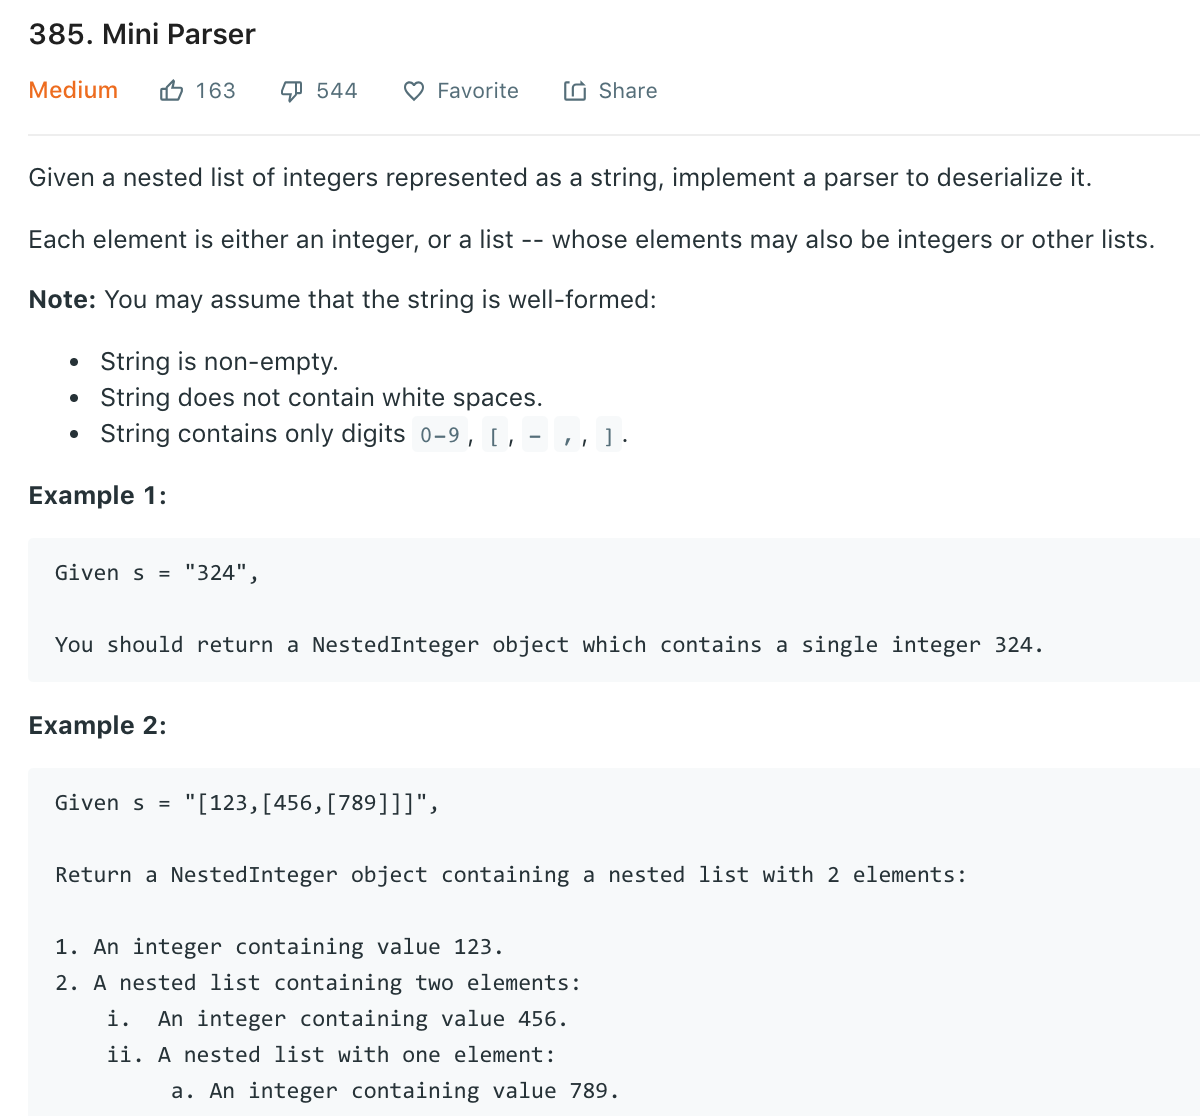 385. Mini Parser
Medium 163 544 Favorite Share
Given a nested list of integers represented as a string, implement a parser to deserialize it.
Each element is either an integer, or a list -- whose elements may also be integers or other lists.
Note: You may assume that the string is well-formed:
• String is non-empty.
• String does not contain white spaces.
• String contains only digits 0-9, [, - ,, ].
Example 1:
Given s = "324",
You should return a NestedInteger object which contains a single integer 324.
Example 2:
Given s = "[123,[456,[789]]]",
Return a NestedInteger object containing a nested list with 2 elements:
1. An integer containing value 123.
2. A nested list containing two elements:
i. An integer containing value 456.
ii. A nested list with one element:
a. An integer containing value 789.